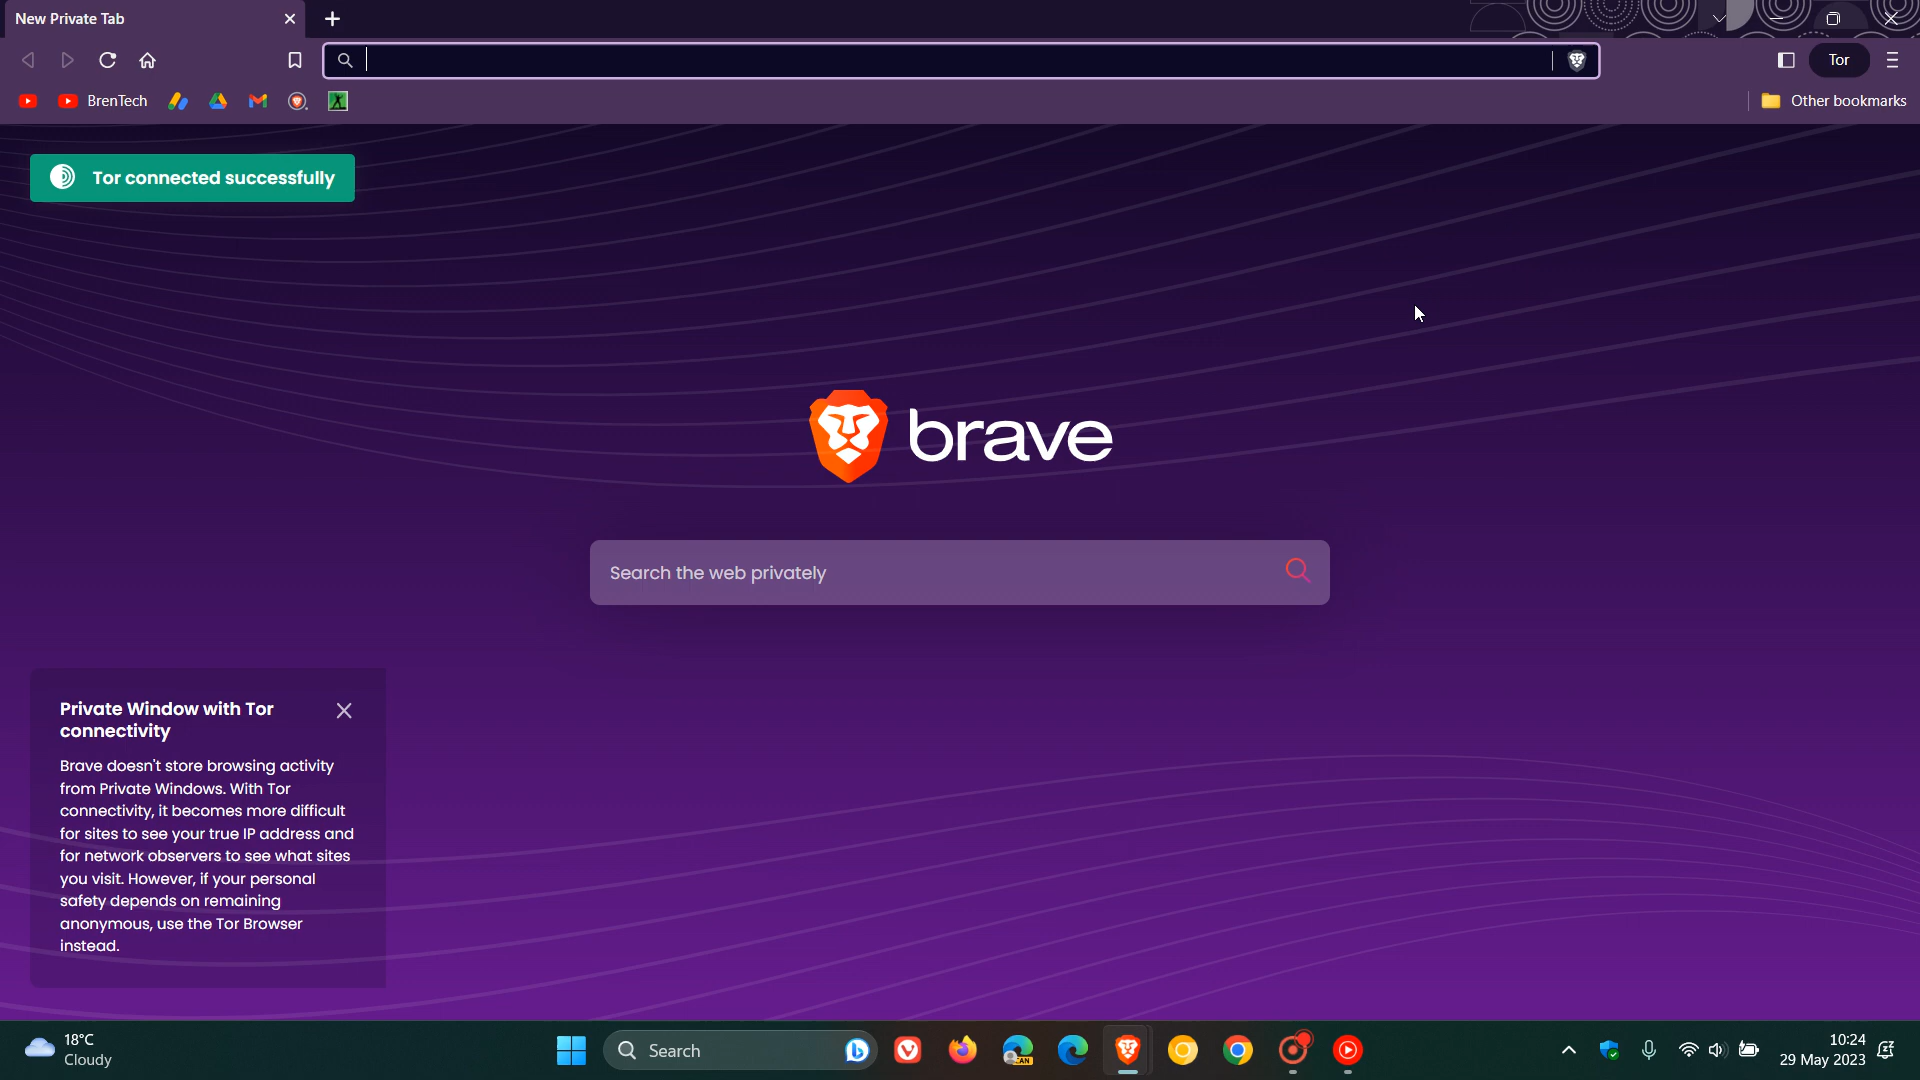 New Private Tab
Tor
BrenTech
Other bookmarks
Tor connected successfully
brave
Search the web privately
Private Window with Tor
connectivity
Brave doesn't store browsing activity
from Private Windows. With Tor
connectivity, it becomes more difficult
for sites to see your true IP address and
for network observers to see what sites
you visit. However, if your personal
safety depends on remaining
anonymous, use the Tor Browser
instead.
18°C
Cloudy
Search
CAN
10:24
29 May 2023